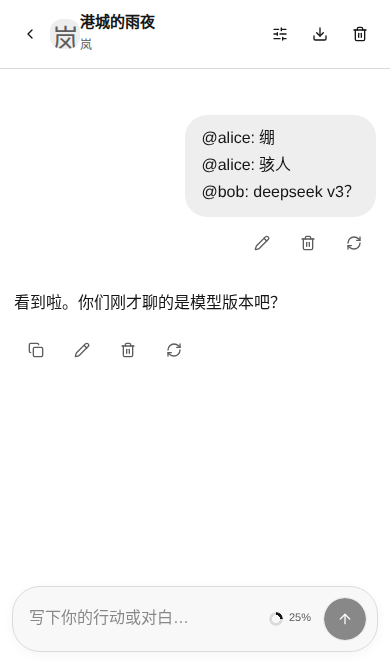 港城的雨夜
岚
岚
@alice: 绷
@alice: 骇人
@bob: deepseek v3？
看到啦。你们刚才聊的是模型版本吧？
写下你的行动或对白…
25%